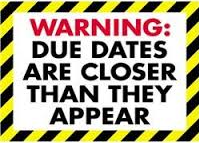 WARNING:
DUE DATES
ARE CLOSER
THAN THEY
APPEAR